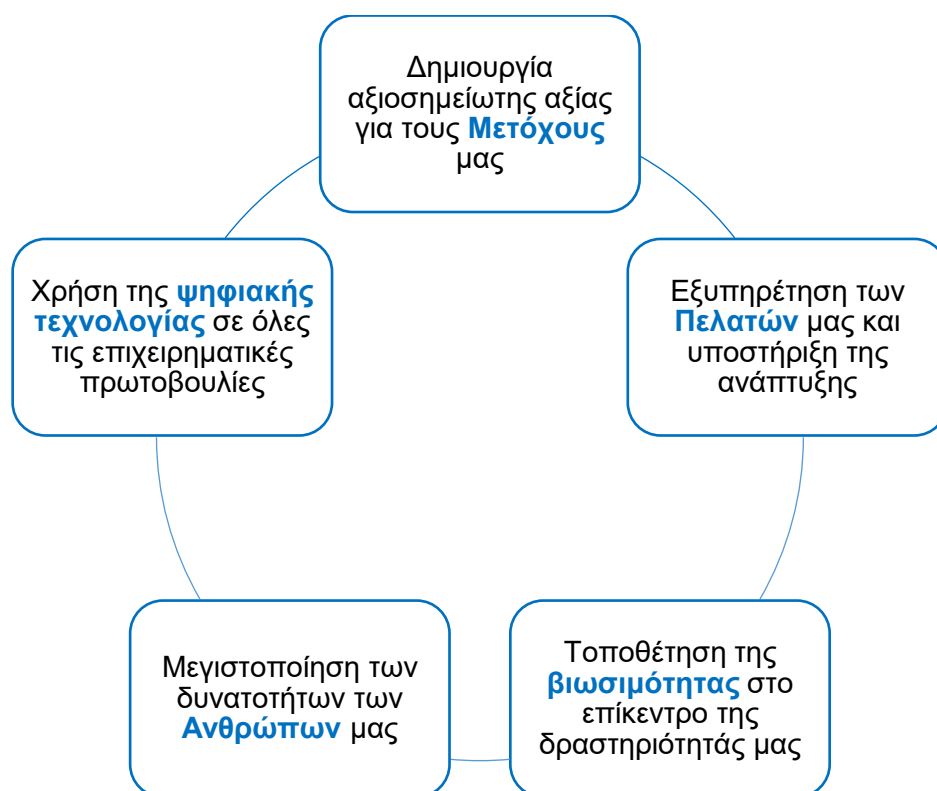 Δημιουργία
αξιοσημείωτης αξίας
για τους Μετόχους
μας
Εξυπηρέτηση των
Πελατών μας και
υποστήριξη της
ανάπτυξης
Τοποθέτηση της
βιωσιμότητας στο
επίκεντρο της
δραστηριότητάς μας
Μεγιστοποίηση των
δυνατοτήτων των
Ανθρώπων μας
Χρήση της ψηφιακής
τεχνολογίας σε όλες
τις επιχειρηματικές
πρωτοβουλίες